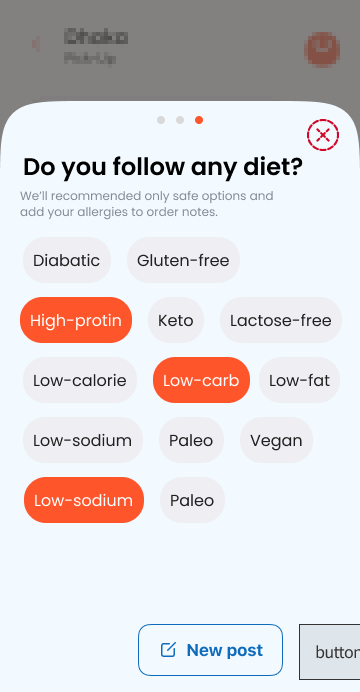 Dhaka
Pick-Up
Do you follow any diet?
We’ll recommended only safe options and
add your allergies to order notes.
Diabatic Gluten-free
High-protin Keto Lactose-free
Low-calorie Low-carb Low-fat
Low-sodium Paleo Vegan
Low-sodium Paleo
New post
button